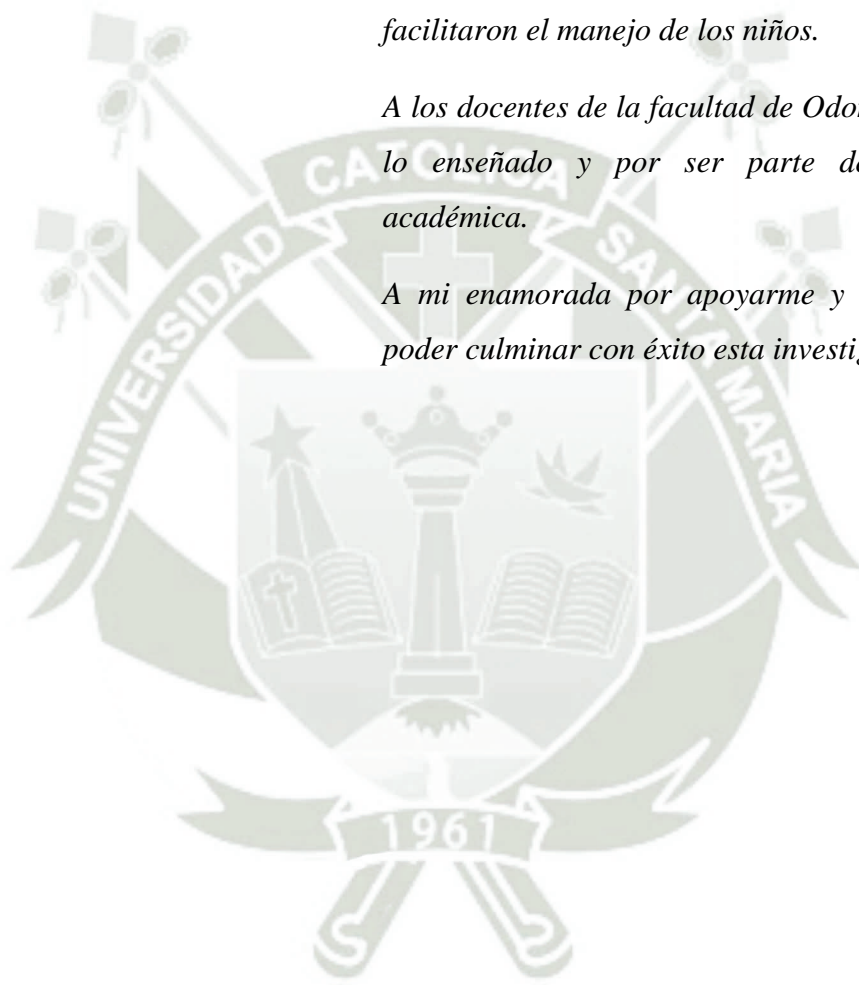 facilitaron el manejo de los niños.
A los docentes de la facultad de Odon
lo enseñado y por ser parte de
académica.
A mi enamorada por apoyarme y
poder culminar con éxito esta investig
UNIVERSIDAD CATOLICA SANTA MARIA
1961